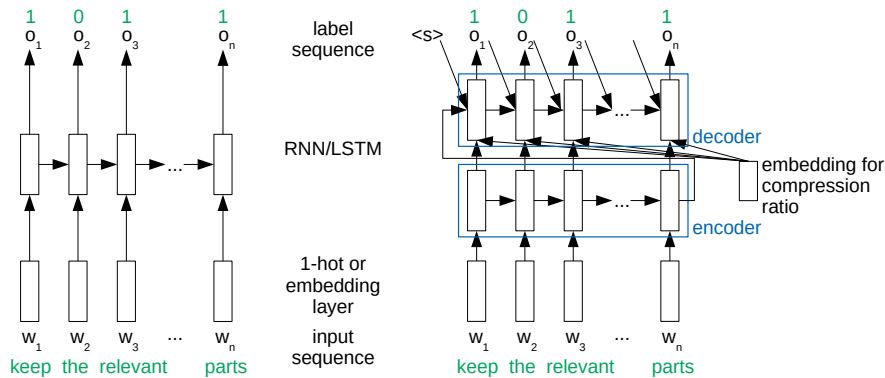 1 0 1 1
o1 o2 o3 on
label
sequence
<s>
1 0 1 1
o1 o2 o3 on
RNN/LSTM
...
...
decoder
embedding for
compression
ratio
...
encoder
1-hot or
embedding
layer
w1 w2 w3 ... wn
input
sequence
w1 w2 w3 ... wn
keep the relevant parts
keep the relevant parts